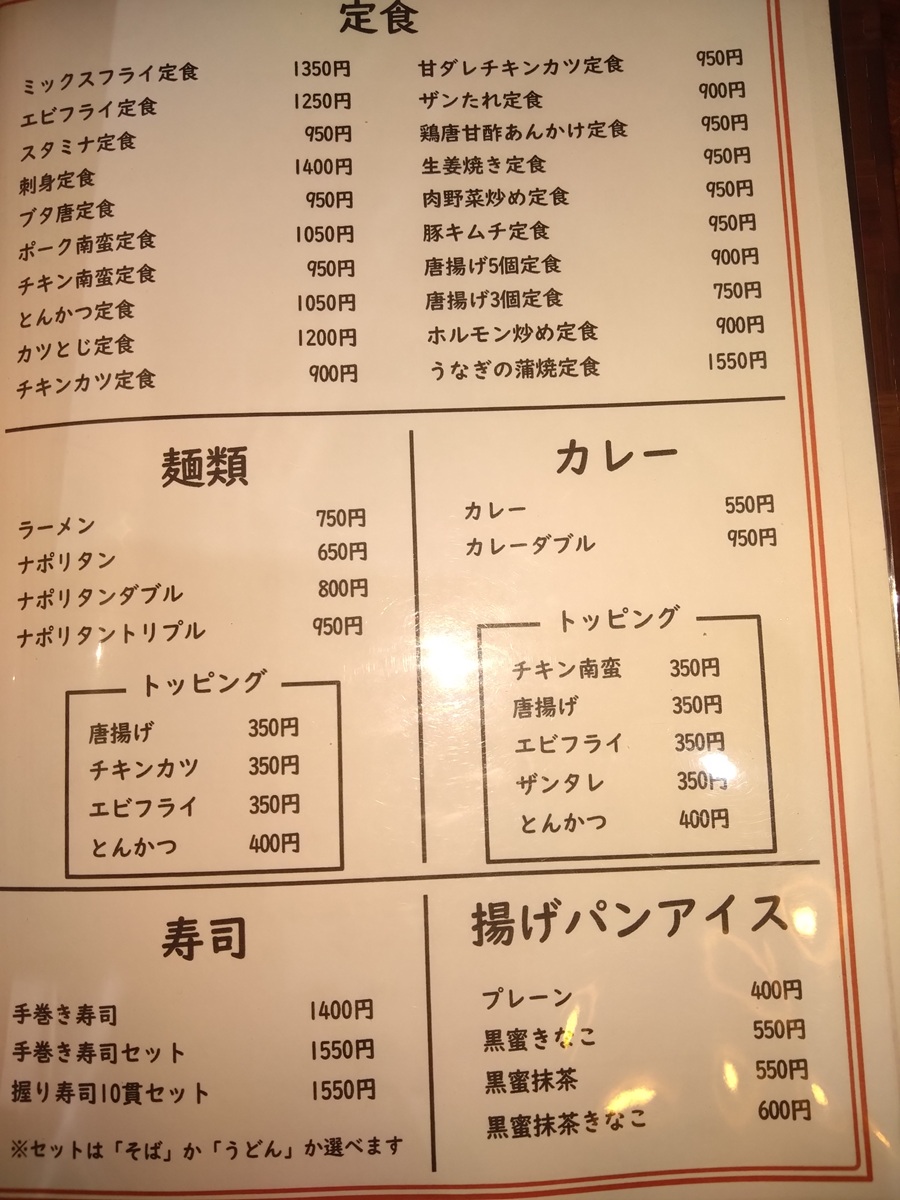 定食
ミックスフライ定食 1350円
エビフライ定食 1250円
スタミナ定食 950円
刺身定食 1400円
ブタ唐定食 950円
ポーク南蛮定食 1050円
チキン南蛮定食 950円
とんかつ定食 1050円
カツとじ定食 1200円
チキンカツ定食 900円
甘ダレチキンカツ定食 950円
ザンたれ定食 900円
鶏唐甘酢あんかけ定食 950円
生姜焼き定食 950円
肉野菜炒め定食 950円
豚キムチ定食 950円
唐揚げ5個定食 900円
唐揚げ3個定食 750円
ホルモン炒め定食 900円
うなぎの蒲焼定食 1550円
麺類
ラーメン 750円
ナポリタン 650円
ナポリタンダブル 800円
ナポリタントリプル 950円
トッピング
唐揚げ 350円
チキンカツ 350円
エビフライ 350円
とんかつ 400円
カレー
カレー 550円
カレーダブル 950円
トッピング
チキン南蛮 350円
唐揚げ 350円
エビフライ 350円
ザンタレ 350円
とんかつ 400円
寿司
手巻き寿司 1400円
手巻き寿司セット 1550円
握り寿司10貫セット 1550円
※セットは「そば」か「うどん」か選べます
揚げパンアイス
プレーン 400円
黒蜜きなこ 550円
黒蜜抹茶 550円
黒蜜抹茶きなこ 600円